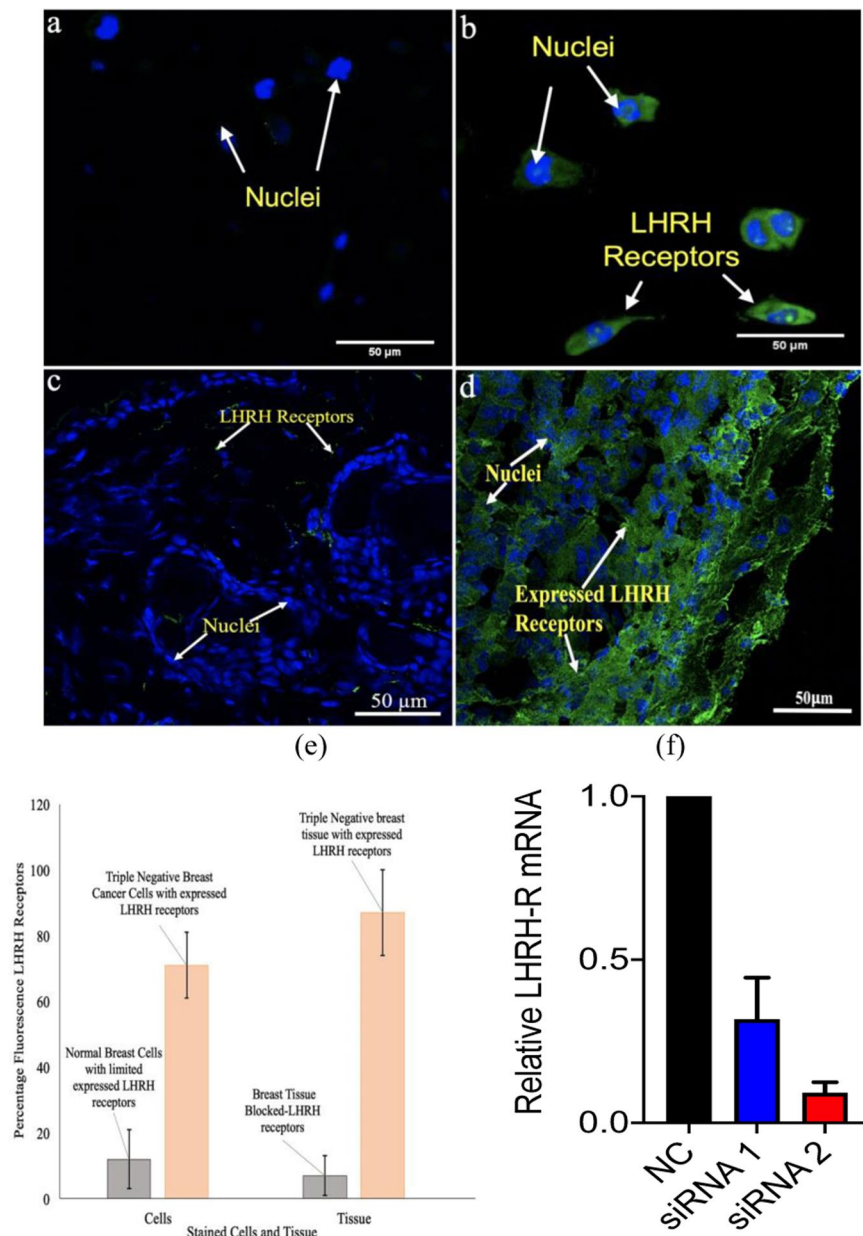 a
Nuclei
50 µm
b
Nuclei
LHRH
Receptors
50 µm
c
LHRH Receptors
Nuclei
50 µm
d
Nuclei
Expressed LHRH
Receptors
50µm
(e)
Percentage Fluorescence LHRH Receptors
120
100
80
60
40
20
0
Triple Negative Breast
Cancer Cells with expressed
LHRH receptors
Triple Negative breast
tissue with expressed
LHRH receptors
Normal Breast Cells
with limited
expressed LHRH
receptors
Breast Tissue
Blocked-LHRH
receptors
Cells
Tissue
Stained Cells and Tissue
(f)
Relative LHRH-R mRNA
1.0
0.5
0.0
NC
siRNA 1
siRNA 2